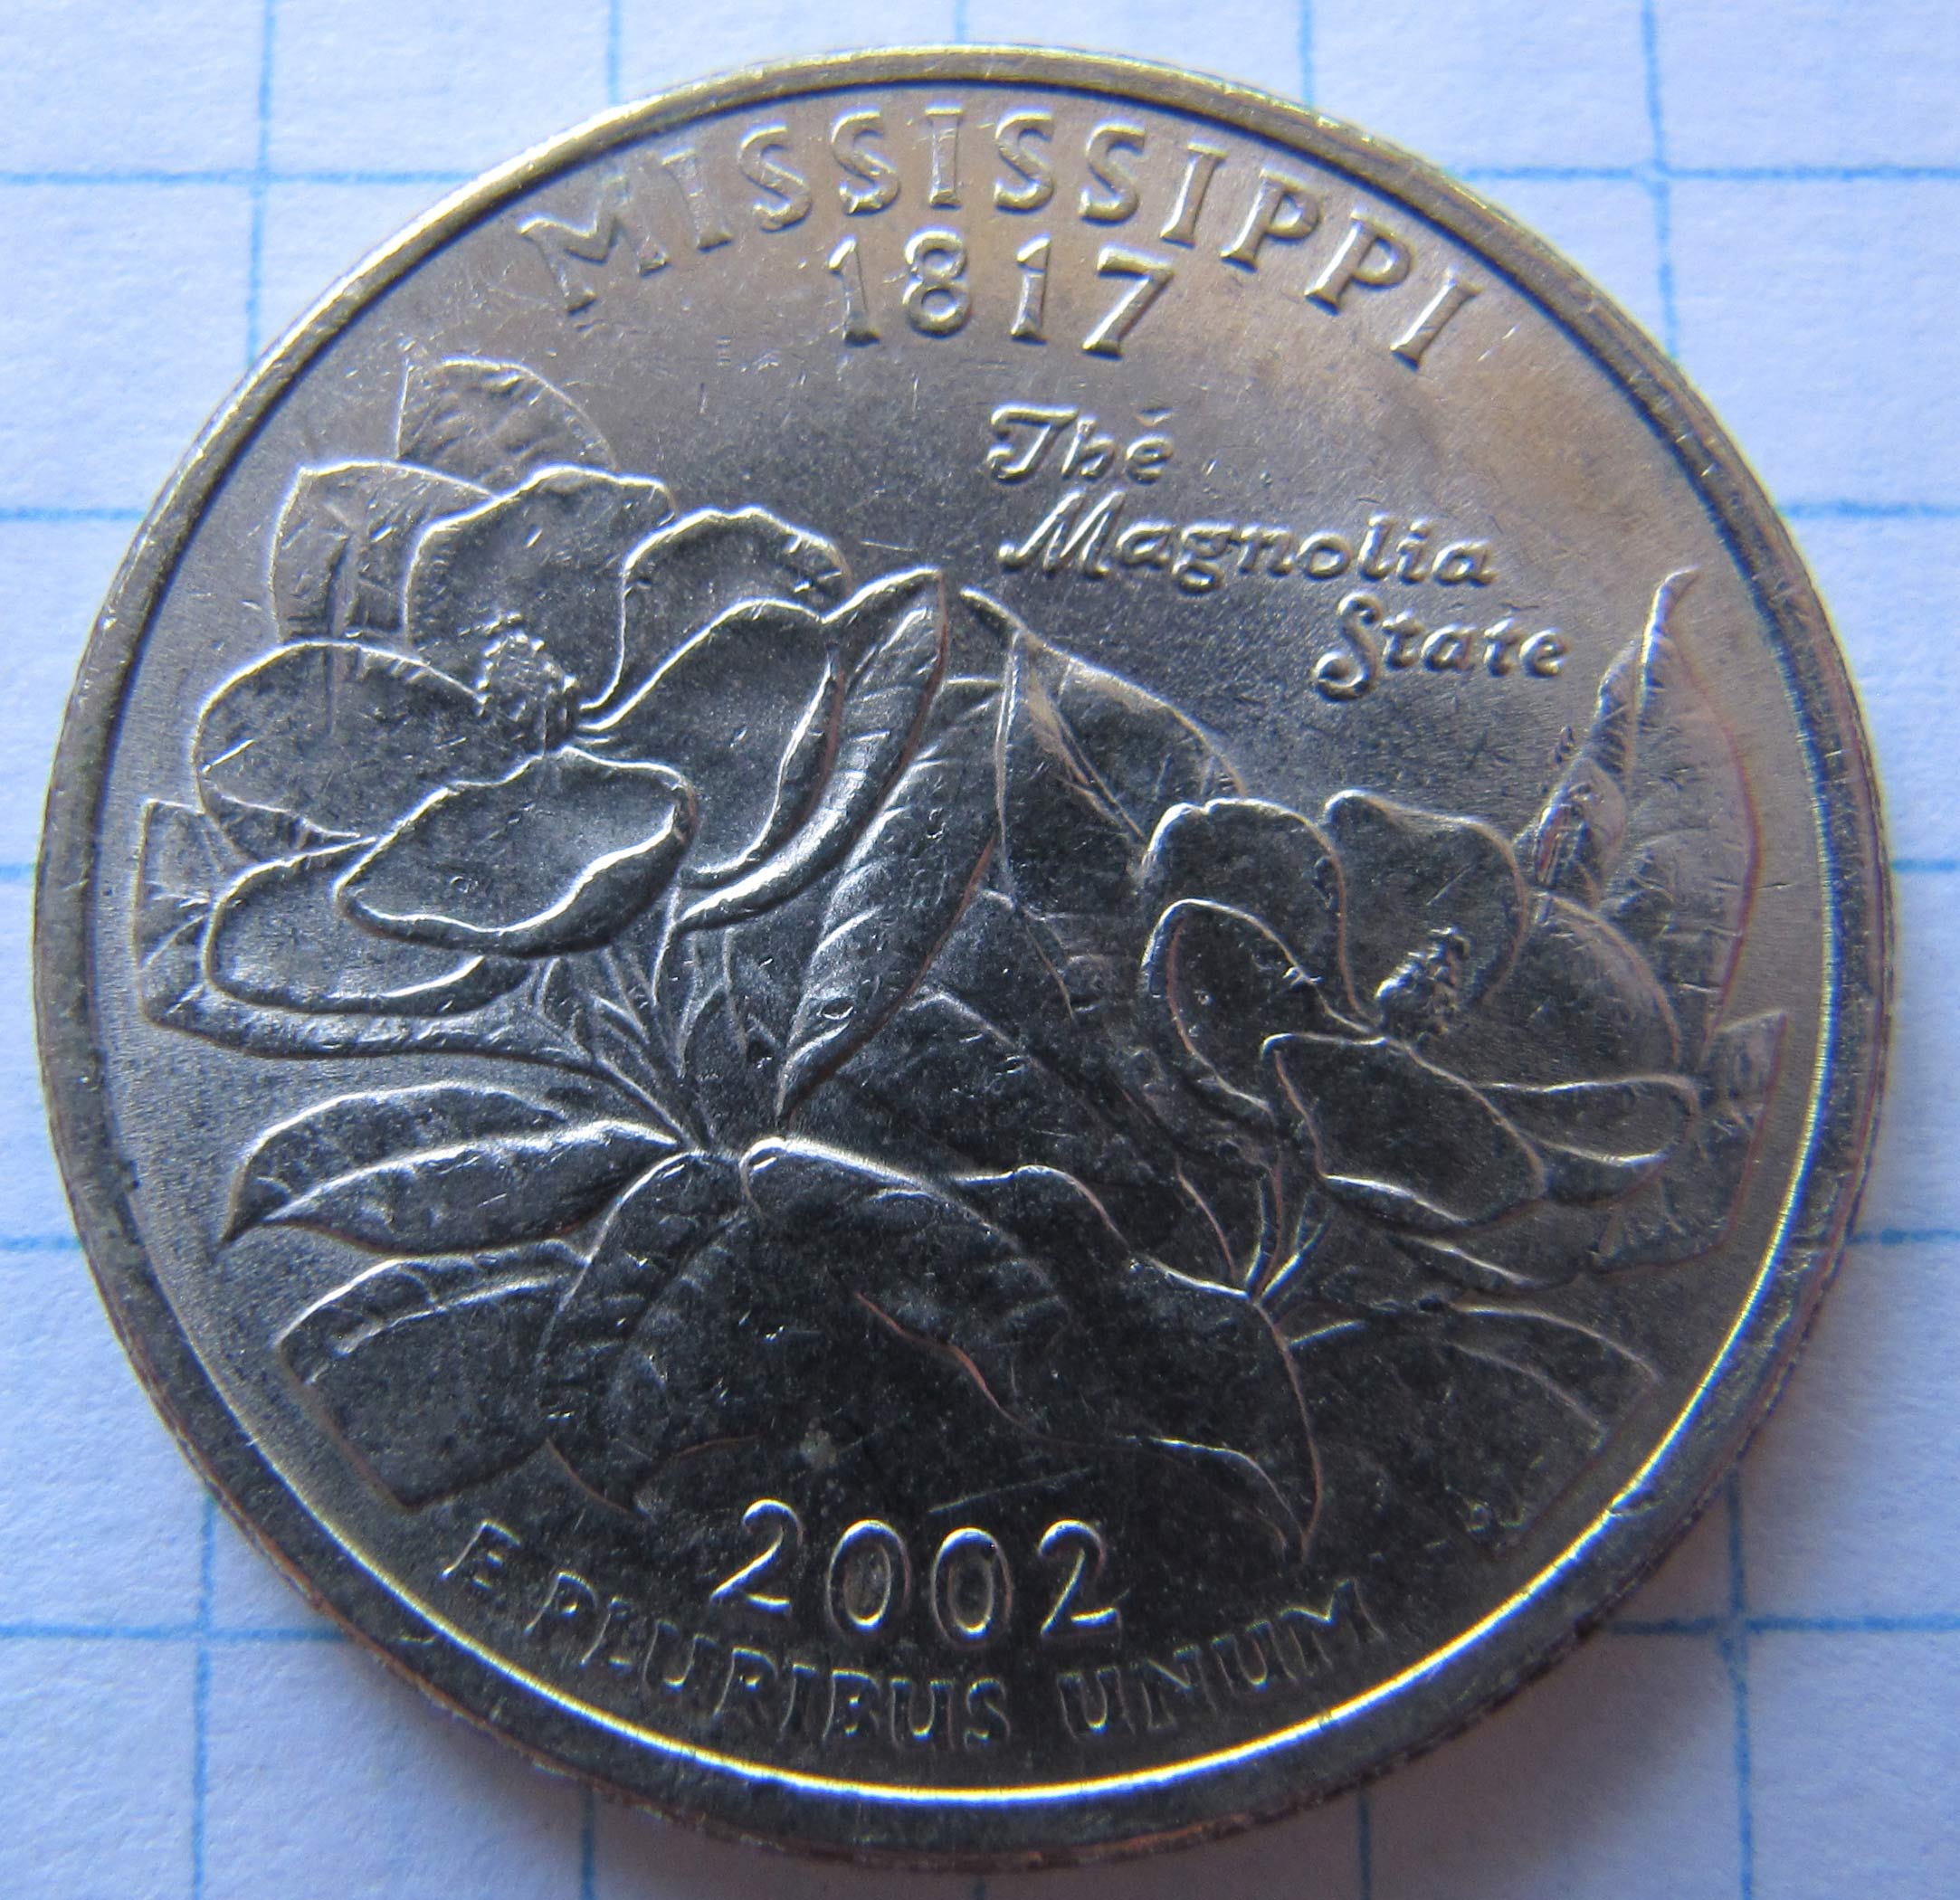 MISSISSIPPI
1817
The
Magnolia
State
2002
E PLURIBUS UNUM